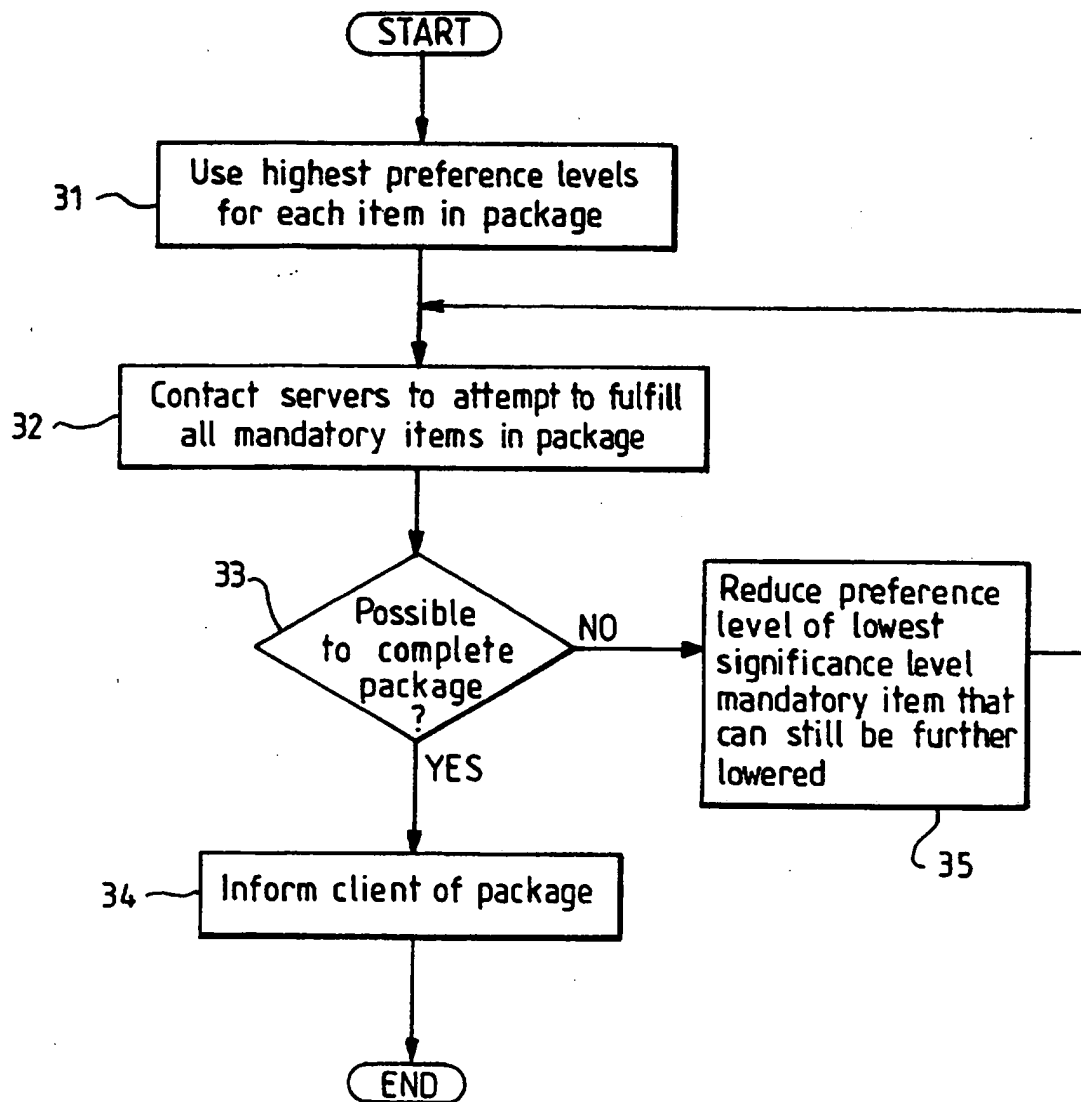 START
31
Use highest preference levels
for each item in package
32
Contact servers to attempt to fulfill
all mandatory items in package
33
Possible
to complete
package
?
NO
YES
Reduce preference
level of lowest
significance level
mandatory item that
can still be further
lowered
35
34
Inform client of package
END